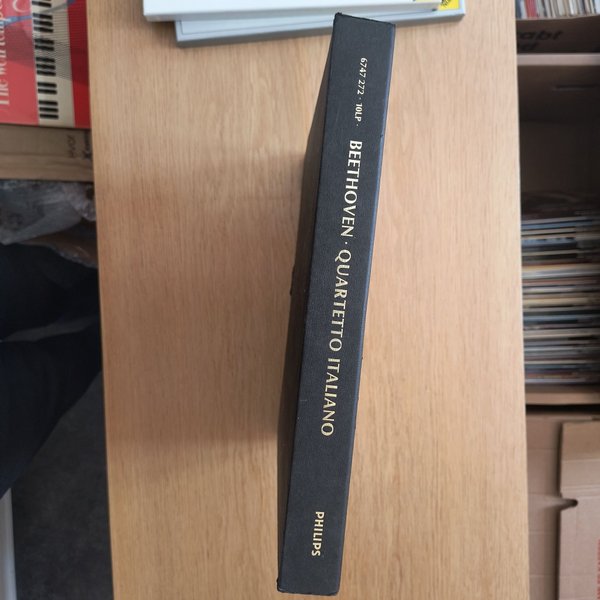 6747 272 · 10LP ·
BEETHOVEN · QUARTETTO ITALIANO
PHILIPS